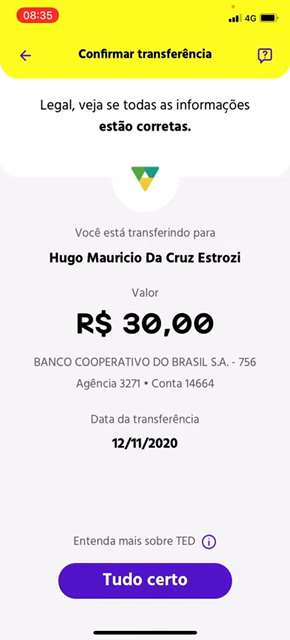 08:35
4G
Confirmar transferência
?
Legal, veja se todas as informações
estão corretas.
Você está transferindo para
Hugo Mauricio Da Cruz Estrozi
Valor
R$ 30,00
BANCO COOPERATIVO DO BRASIL S.A. - 756
Agência 3271 • Conta 14664
Data da transferência
12/11/2020
Entenda mais sobre TED
Tudo certo